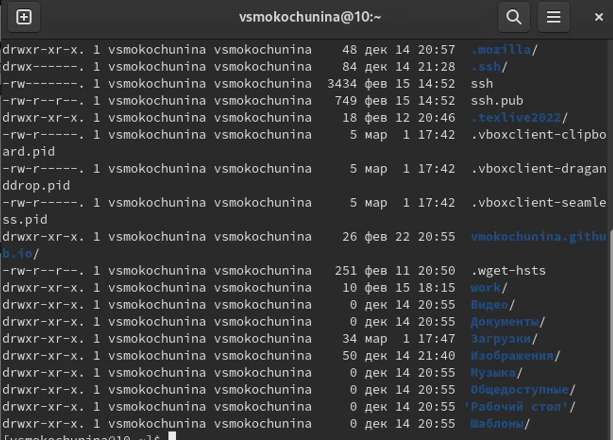 vsmokochunina@10:~
drwxr-xr-x. 1 vsmokochunina vsmokochunina 48 дек 14 20:57 .mozilla/
drwx------. 1 vsmokochunina vsmokochunina 84 дек 14 21:28 .ssh/
-rw-------. 1 vsmokochunina vsmokochunina 3434 фев 15 14:52 ssh
-rw-r--r--. 1 vsmokochunina vsmokochunina 749 фев 15 14:52 ssh.pub
drwxr-xr-x. 1 vsmokochunina vsmokochunina 18 фев 12 20:46 .texlive2022/
-rw-r-----. 1 vsmokochunina vsmokochunina 5 мар 1 17:42 .vboxclient-clipbo
ard.pid
-rw-r-----. 1 vsmokochunina vsmokochunina 5 мар 1 17:42 .vboxclient-dragan
ddrop.pid
-rw-r-----. 1 vsmokochunina vsmokochunina 5 мар 1 17:42 .vboxclient-seamle
ss.pid
drwxr-xr-x. 1 vsmokochunina vsmokochunina 26 фев 22 20:55 vmokochunina.githu
b.io/
-rw-r--r--. 1 vsmokochunina vsmokochunina 251 фев 11 20:50 .wget-hsts
drwxr-xr-x. 1 vsmokochunina vsmokochunina 10 фев 15 18:15 work/
drwxr-xr-x. 1 vsmokochunina vsmokochunina 0 дек 14 20:55 Видео/
drwxr-xr-x. 1 vsmokochunina vsmokochunina 0 дек 14 20:55 Документы/
drwxr-xr-x. 1 vsmokochunina vsmokochunina 34 мар 1 17:47 Загрузки/
drwxr-xr-x. 1 vsmokochunina vsmokochunina 50 дек 14 21:40 Изображения/
drwxr-xr-x. 1 vsmokochunina vsmokochunina 0 дек 14 20:55 Музыка/
drwxr-xr-x. 1 vsmokochunina vsmokochunina 0 дек 14 20:55 Общедоступные/
drwxr-xr-x. 1 vsmokochunina vsmokochunina 0 дек 14 20:55 'Рабочий стол'/
drwxr-xr-x. 1 vsmokochunina vsmokochunina 0 дек 14 20:55 Шаблоны/
[vsmokochunina@10 ~]$